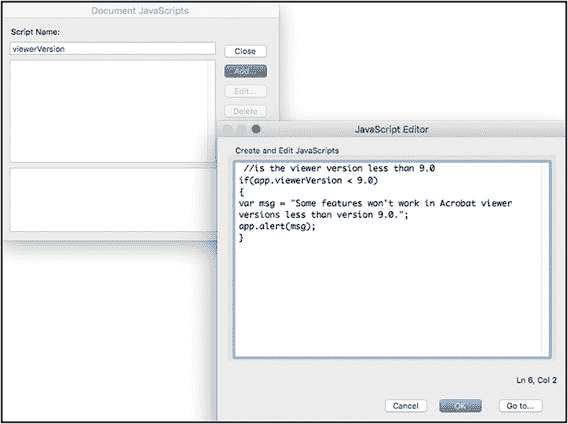 Document JavaScripts
Script Name:
viewerVersion
Close
Add...
Edit...
Delete
JavaScript Editor
Create and Edit JavaScripts
//is the viewer version less than 9.0
if(app.viewerVersion < 9.0)
{
var msg = "Some features won't work in Acrobat viewer
versions less than version 9.0.";
app.alert(msg);
}
Ln 6, Col 2
Cancel
Ok
Go to...